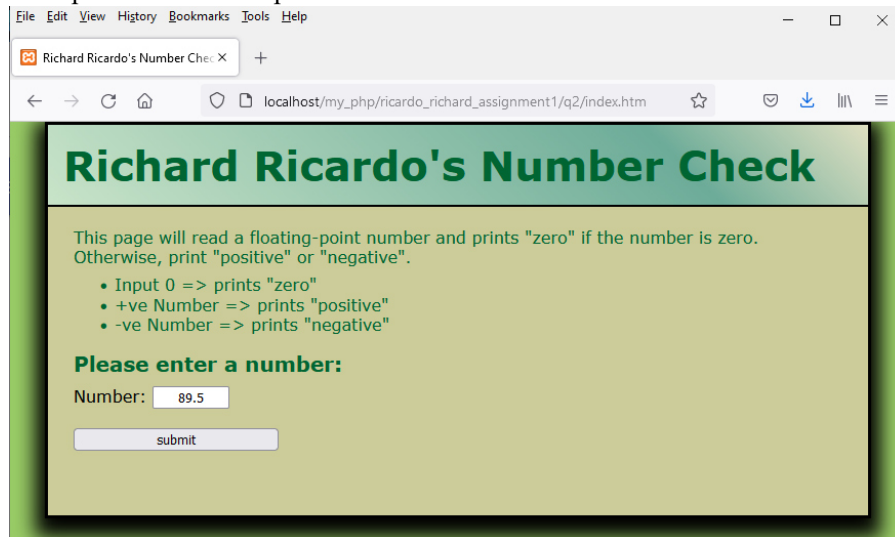 File Edit View History Bookmarks Tools Help
Richard Ricardo's Number Chec
localhost/my_php/ricardo_richard_assignment1/q2/index.htm
Richard Ricardo's Number Check
This page will read a floating-point number and prints "zero" if the number is zero.
Otherwise, print "positive" or "negative".
• Input 0 => prints "zero"
• +ve Number => prints "positive"
• -ve Number => prints "negative"
Please enter a number:
Number: 89.5
submit